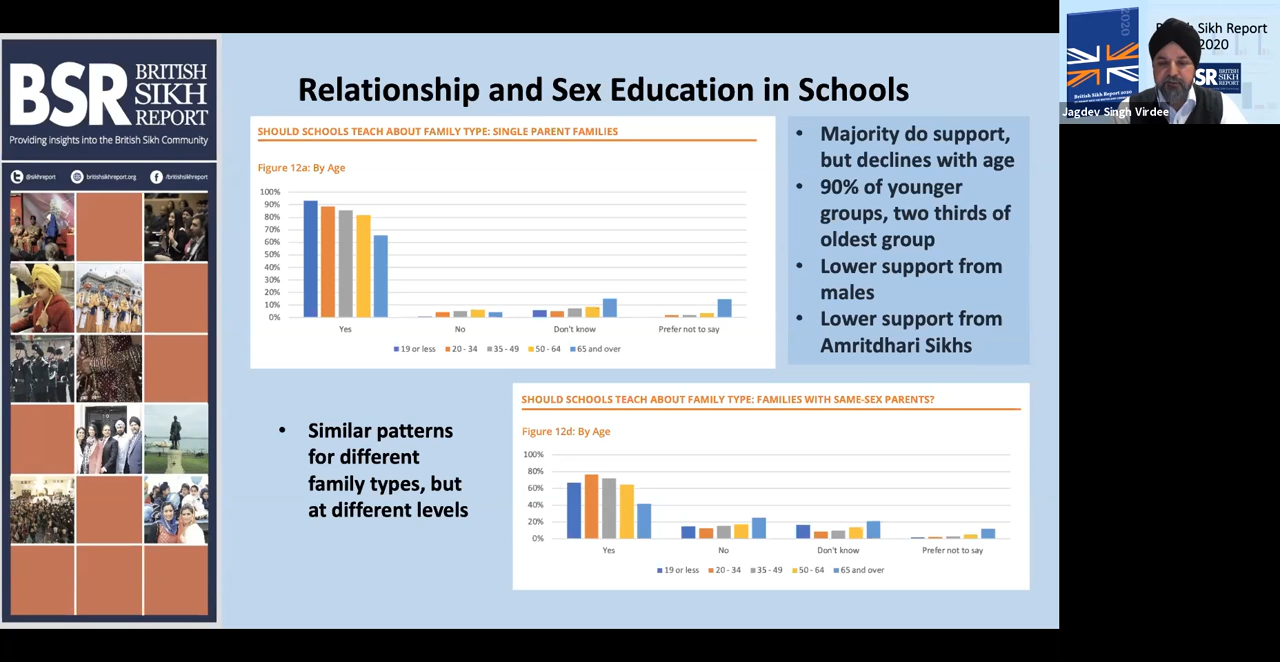 BSR BRITISH
SIKH
REPORT
Providing insights into the British Sikh Community
@sikhreport britishsikhreport.org /britishsikhreport
Relationship and Sex Education in Schools
SHOULD SCHOOLS TEACH ABOUT FAMILY TYPE: SINGLE PARENT FAMILIES
Figure 12a: By Age
100%
90%
80%
70%
60%
50%
40%
30%
20%
10%
0%
Yes No Don't know Prefer not to say
19 or less 20 - 34 35 - 49 50 - 64 65 and over
• Majority do support,
but declines with age
• 90% of younger
groups, two thirds of
oldest group
• Lower support from
males
• Lower support from
Amritdhari Sikhs
• Similar patterns
for different
family types, but
at different levels
SHOULD SCHOOLS TEACH ABOUT FAMILY TYPE: FAMILIES WITH SAME-SEX PARENTS?
Figure 12d: By Age
100%
80%
60%
40%
20%
0%
Yes No Don't know Prefer not to say
19 or less 20 - 34 35 - 49 50 - 64 65 and over
2020
Sikh Report
2020
British Sikh Report 2020
Jagdev Singh Virdee